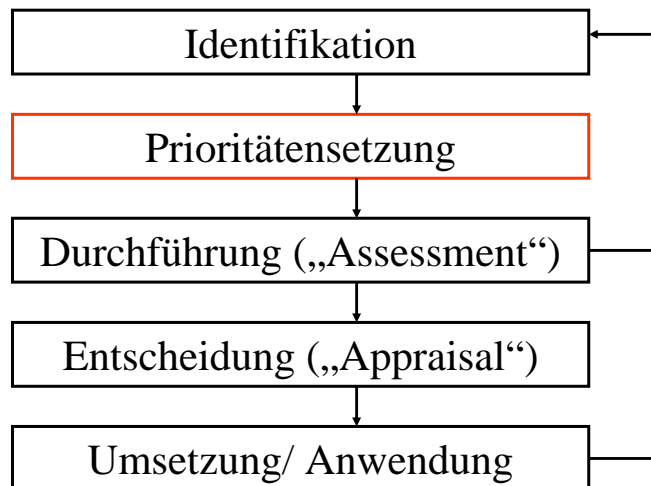 Identifikation
Prioritätensetzung
Durchführung („Assessment“)
Entscheidung („Appraisal“)
Umsetzung/ Anwendung